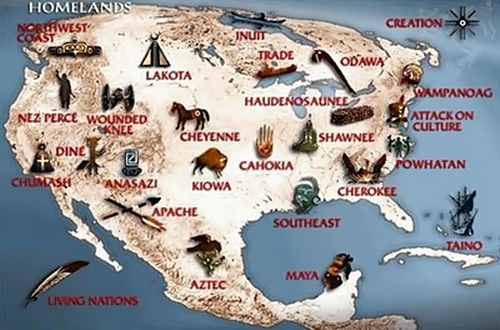 HOMELANDS
CREATION
NORTHWEST
COAST
INUIT
TRADE
ODAWA
LAKOTA
WAMPANOAG
HAUDENOSAUNEE
NEZ PERCÉ
WOUNDED
KNEE
ATTACK ON
CULTURE
CHEYENNE
SHAWNEE
DINÉ
CAHOKIA
POWHATAN
CHUMASH
ANASAZI
KIOWA
CHEROKEE
APACHE
SOUTHEAST
TAINO
MAYA
AZTEC
LIVING NATIONS